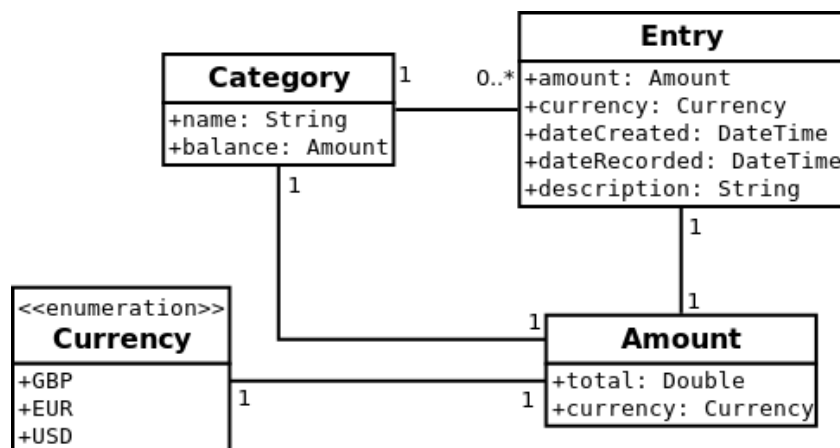 Category
+name: String
+balance: Amount
1
0..*
Entry
+amount: Amount
+currency: Currency
+dateCreated: DateTime
+dateRecorded: DateTime
+description: String
1
1
1
1
<<enumeration>>
Currency
+GBP
+EUR
+USD
1
1
Amount
+total: Double
+currency: Currency